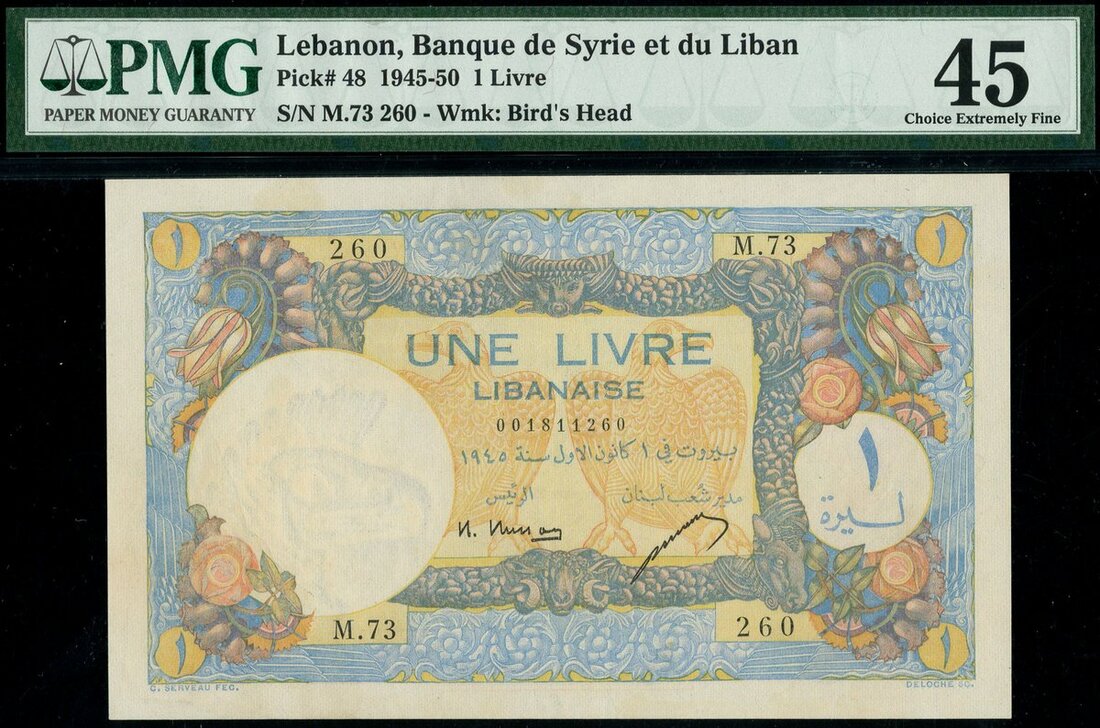 PMG
PAPER MONEY GUARANTY
Lebanon, Banque de Syrie et du Liban
Pick# 48 1945-50 1 Livre
S/N M.73 260 - Wmk: Bird's Head
45
Choice Extremely Fine
١
١
260
M.73
UNE LIVRE
LIBANAISE
001811260
بيروت في ١ كانون الاول سنة ١٩٤٥
الرئيس
مدير شعب لبنان
١
ليرة
M.73
260
١
١
C. SERVEAU FEC.
DELOCHE SC.